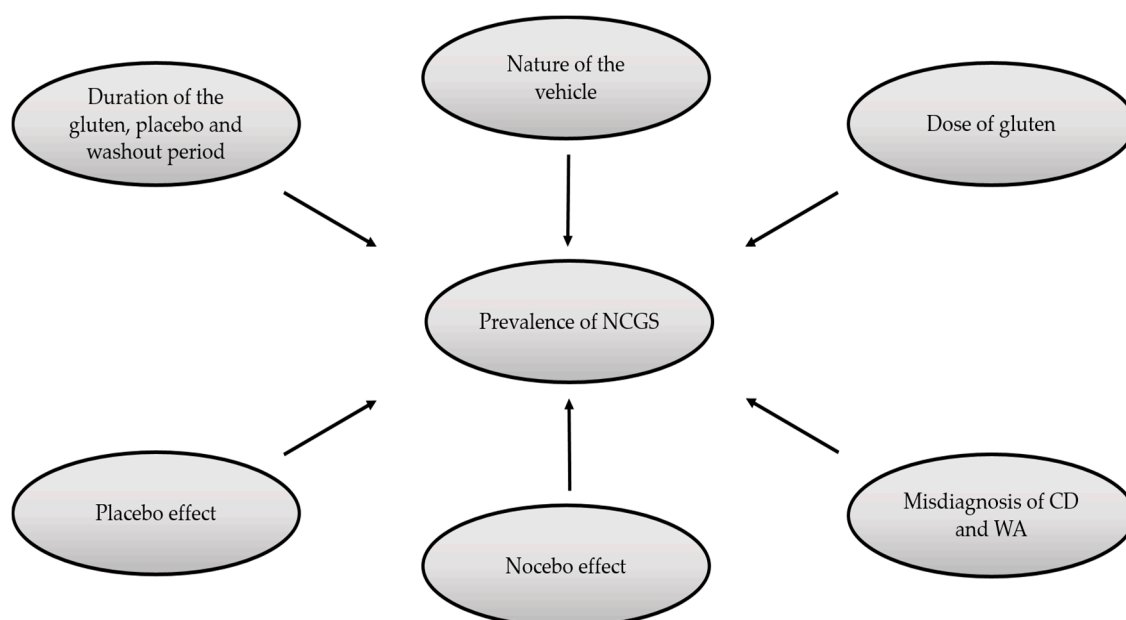 Nature of the
vehicle
Duration of the
gluten, placebo and
washout period
Dose of gluten
Prevalence of NCGS
Placebo effect
Nocebo effect
Misdiagnosis of CD
and WA